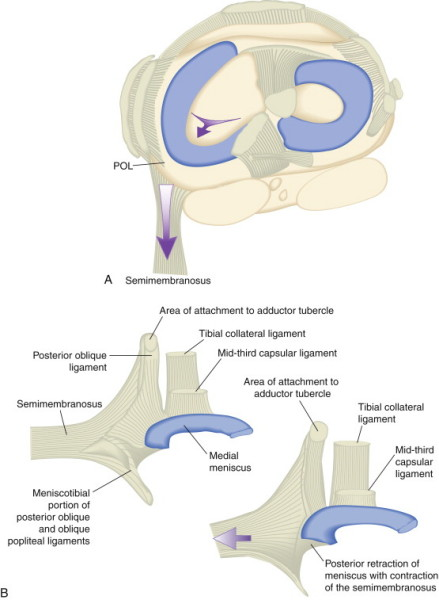 POL
A
Semimembranosus
Area of attachment to adductor tubercle
Tibial collateral ligament
Posterior oblique
ligament
Mid-third capsular ligament
Semimembranosus
Medial
meniscus
Meniscotibial
portion of
posterior oblique
and oblique
popliteal ligaments
Area of attachment to
adductor tubercle
Tibial collateral
ligament
Mid-third
capsular
ligament
Posterior retraction of
meniscus with contraction
of the semimembranosus
B